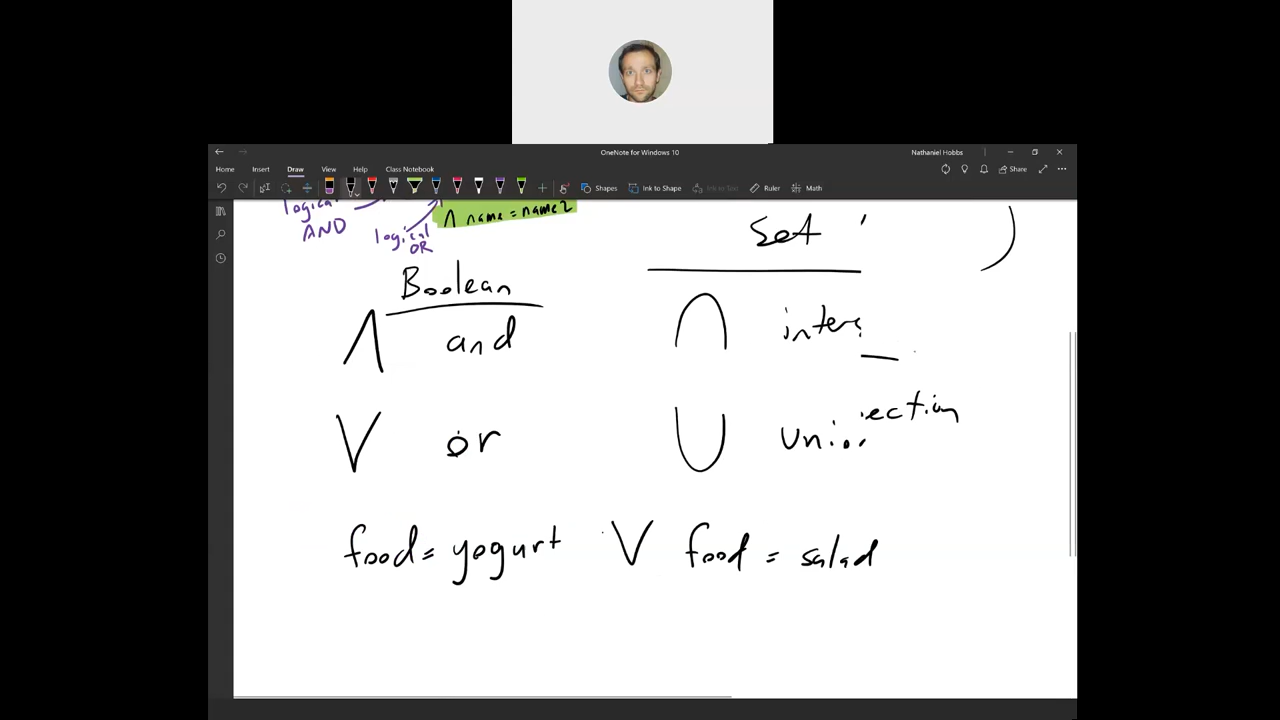 OneNote for Windows 10
Nathaniel Hobbs
Home Insert Draw View Help Class Notebook
Share
Shapes Ink to Shape Ink to Text Ruler Math
logical
AND
logical
OR
∧ name = name2
Set
Boolean
∧ and
∩ inters
ection
∨ or
∪ union
food = yogurt ∨ food = salad